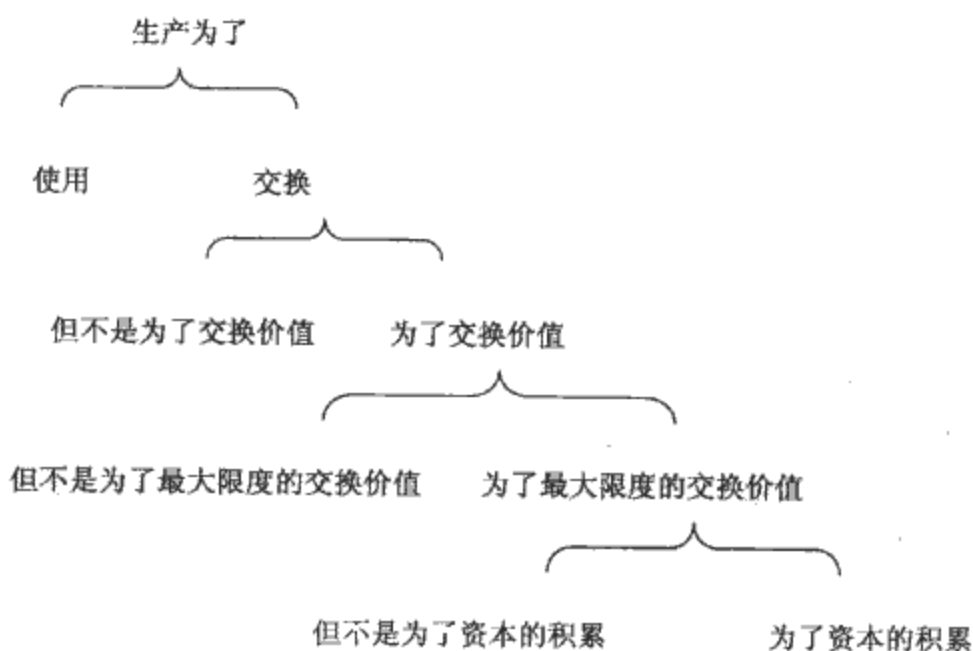 生产为了
使用 交换
但不是为了交换价值 为了交换价值
但不是为了最大限度的交换价值 为了最大限度的交换价值
但不是为了资本的积累 为了资本的积累